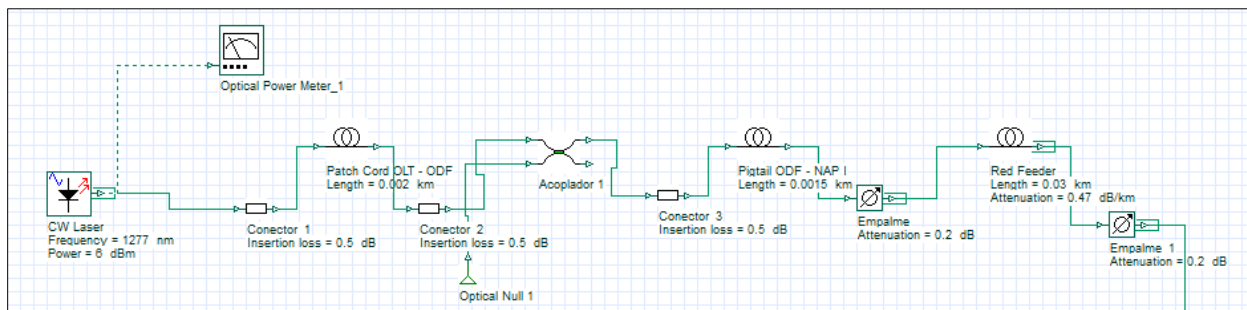 Optical Power Meter_1
CW Laser
Frequency = 1277 nm
Power = 6 dBm
Conector 1
Insertion loss = 0.5 dB
Patch Cord OLT - ODF
Length = 0.002 km
Conector 2
Insertion loss = 0.5 dB
Optical Null 1
Acoplador 1
Conector 3
Insertion loss = 0.5 dB
Pigtail ODF - NAP I
Length = 0.0015 km
Empalme
Attenuation = 0.2 dB
Red Feeder
Length = 0.03 km
Attenuation = 0.47 dB/km
Empalme 1
Attenuation = 0.2 dB